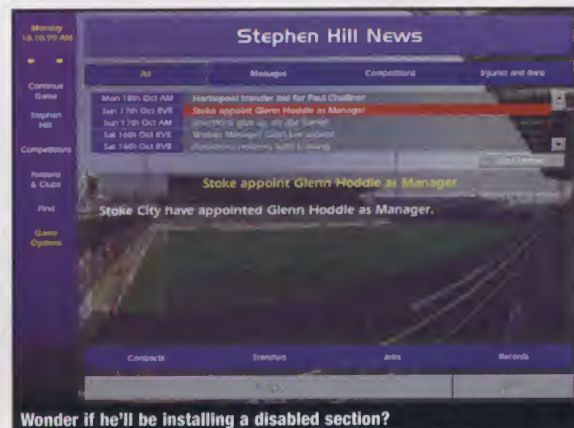 Monday
18.10.99 AM
Stephen Hill News
All
Messages
Competitions
Injuries and Bans
Continue
Game
Stephen
Hill
Competitions
Nations
& Clubs
Find
Game
Options
Mon 18th Oct AM Hartlepool transfer bid for Paul Challiner
Sun 17th Oct EVE Stoke appoint Glenn Hoddle as Manager
Sun 17th Oct AM
Sat 16th Oct EVE Wolves Manager
Sat 16th Oct EVE
Stoke appoint Glenn Hoddle as Manager
Stoke City have appointed Glenn Hoddle as Manager.
Contracts
Transfers
Jobs
Records
Wonder if he'll be installing a disabled section?